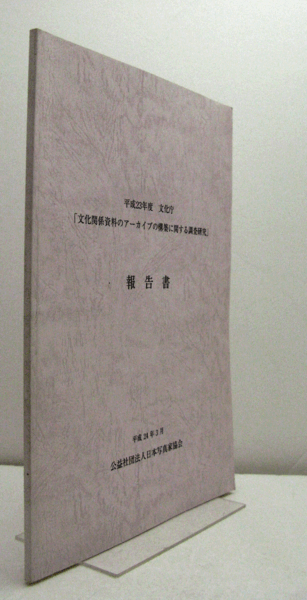 平成23年度　文化庁
「文化関係資料のアーカイブの構築に関する調査研究」
報告書
平成 24 年 3 月
公益社団法人日本写真家協会